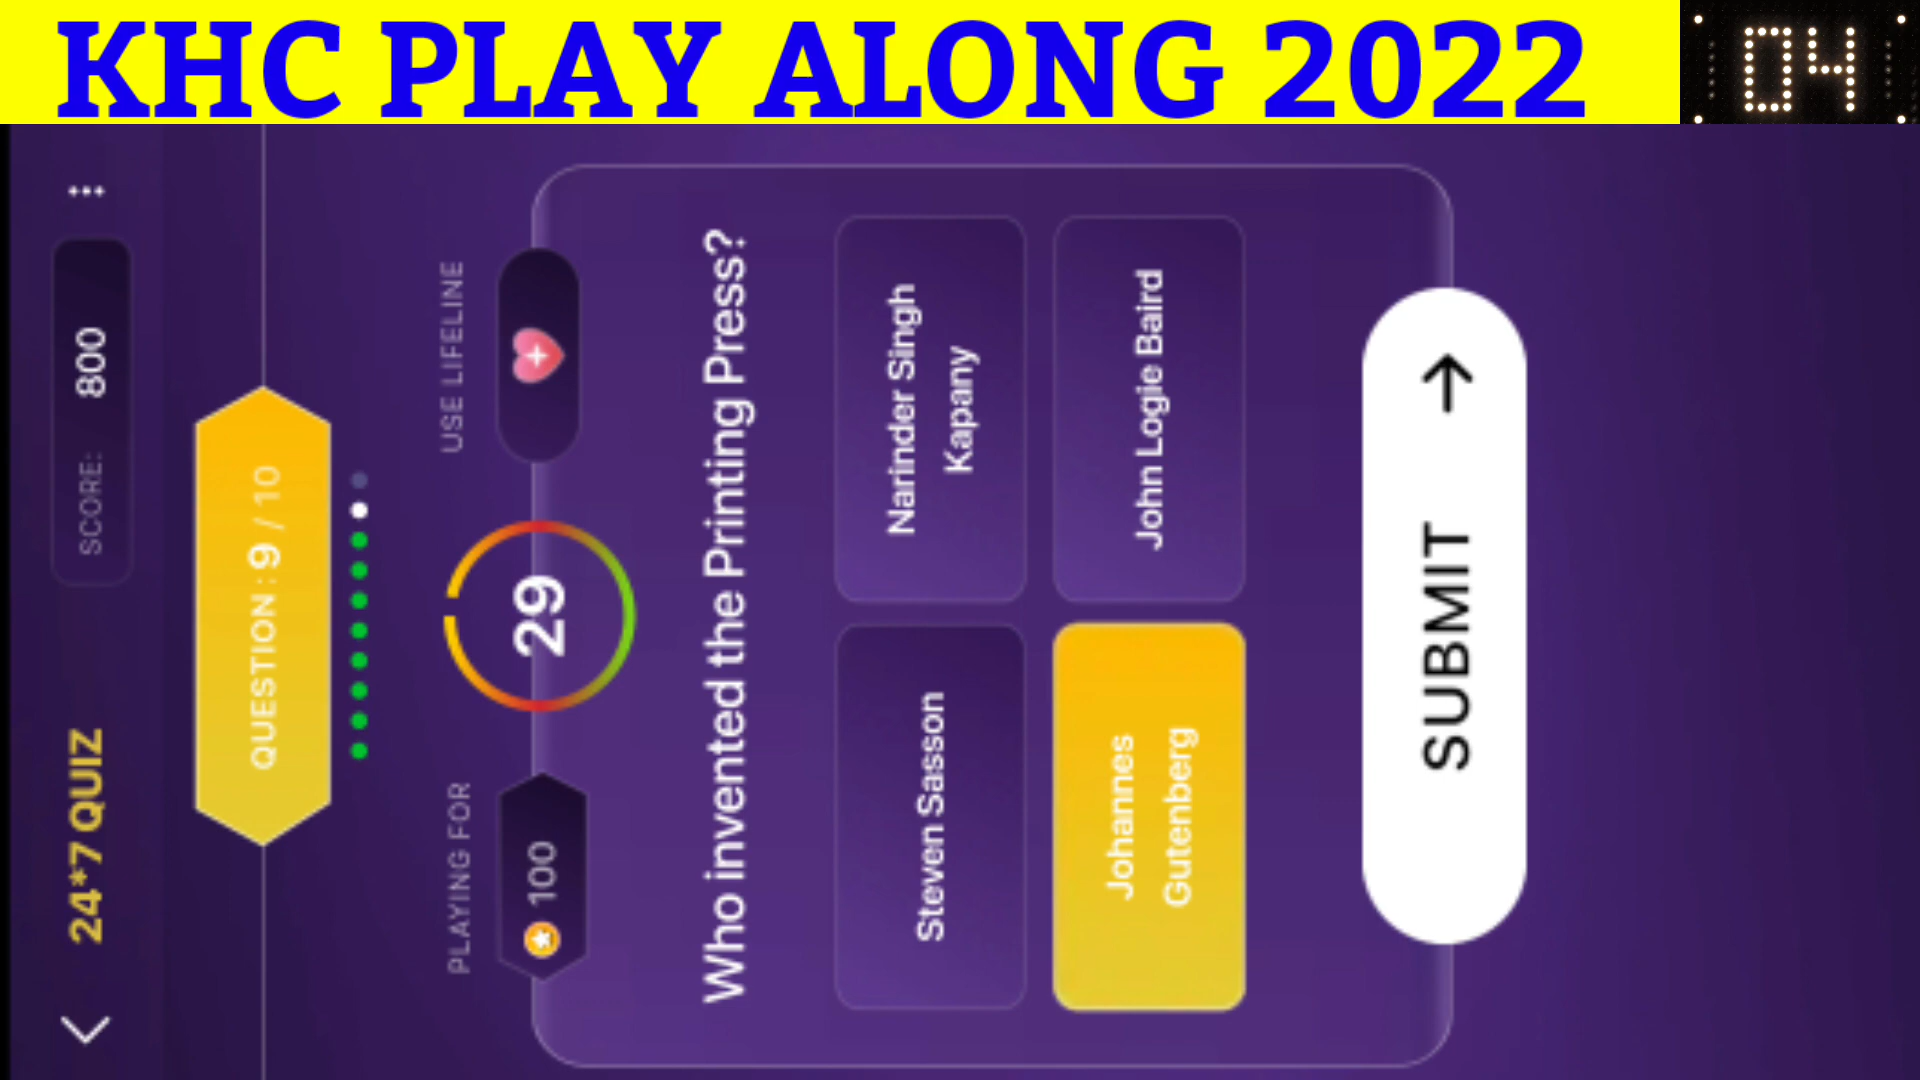 KHC PLAY ALONG 2022
04
24*7 QUIZ
SCORE: 800
QUESTION : 9 / 10
PLAYING FOR
100
29
USE LIFELINE
Who invented the Printing Press?
Steven Sasson
Narinder Singh
Kapany
Johannes
Gutenberg
John Logie Baird
SUBMIT